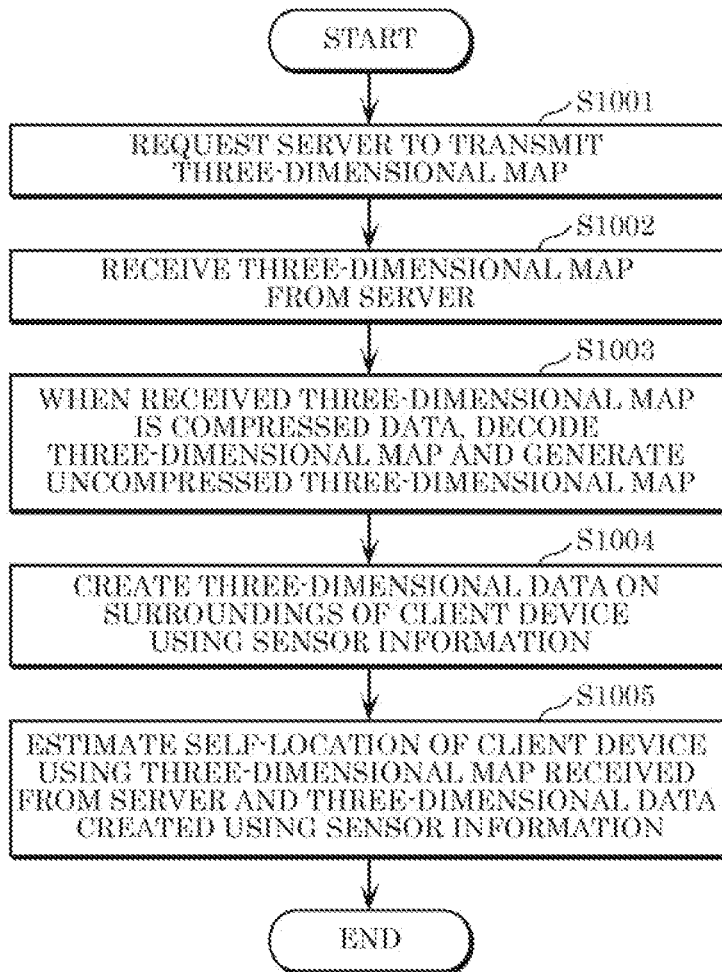 START
S1001
REQUEST SERVER TO TRANSMIT
THREE-DIMENSIONAL MAP
S1002
RECEIVE THREE-DIMENSIONAL MAP
FROM SERVER
S1003
WHEN RECEIVED THREE-DIMENSIONAL MAP
IS COMPRESSED DATA, DECODE
THREE-DIMENSIONAL MAP AND GENERATE
UNCOMPRESSED THREE-DIMENSIONAL MAP
S1004
CREATE THREE-DIMENSIONAL DATA ON
SURROUNDINGS OF CLIENT DEVICE
USING SENSOR INFORMATION
S1005
ESTIMATE SELF-LOCATION OF CLIENT DEVICE
USING THREE-DIMENSIONAL MAP RECEIVED
FROM SERVER AND THREE-DIMENSIONAL DATA
CREATED USING SENSOR INFORMATION
END